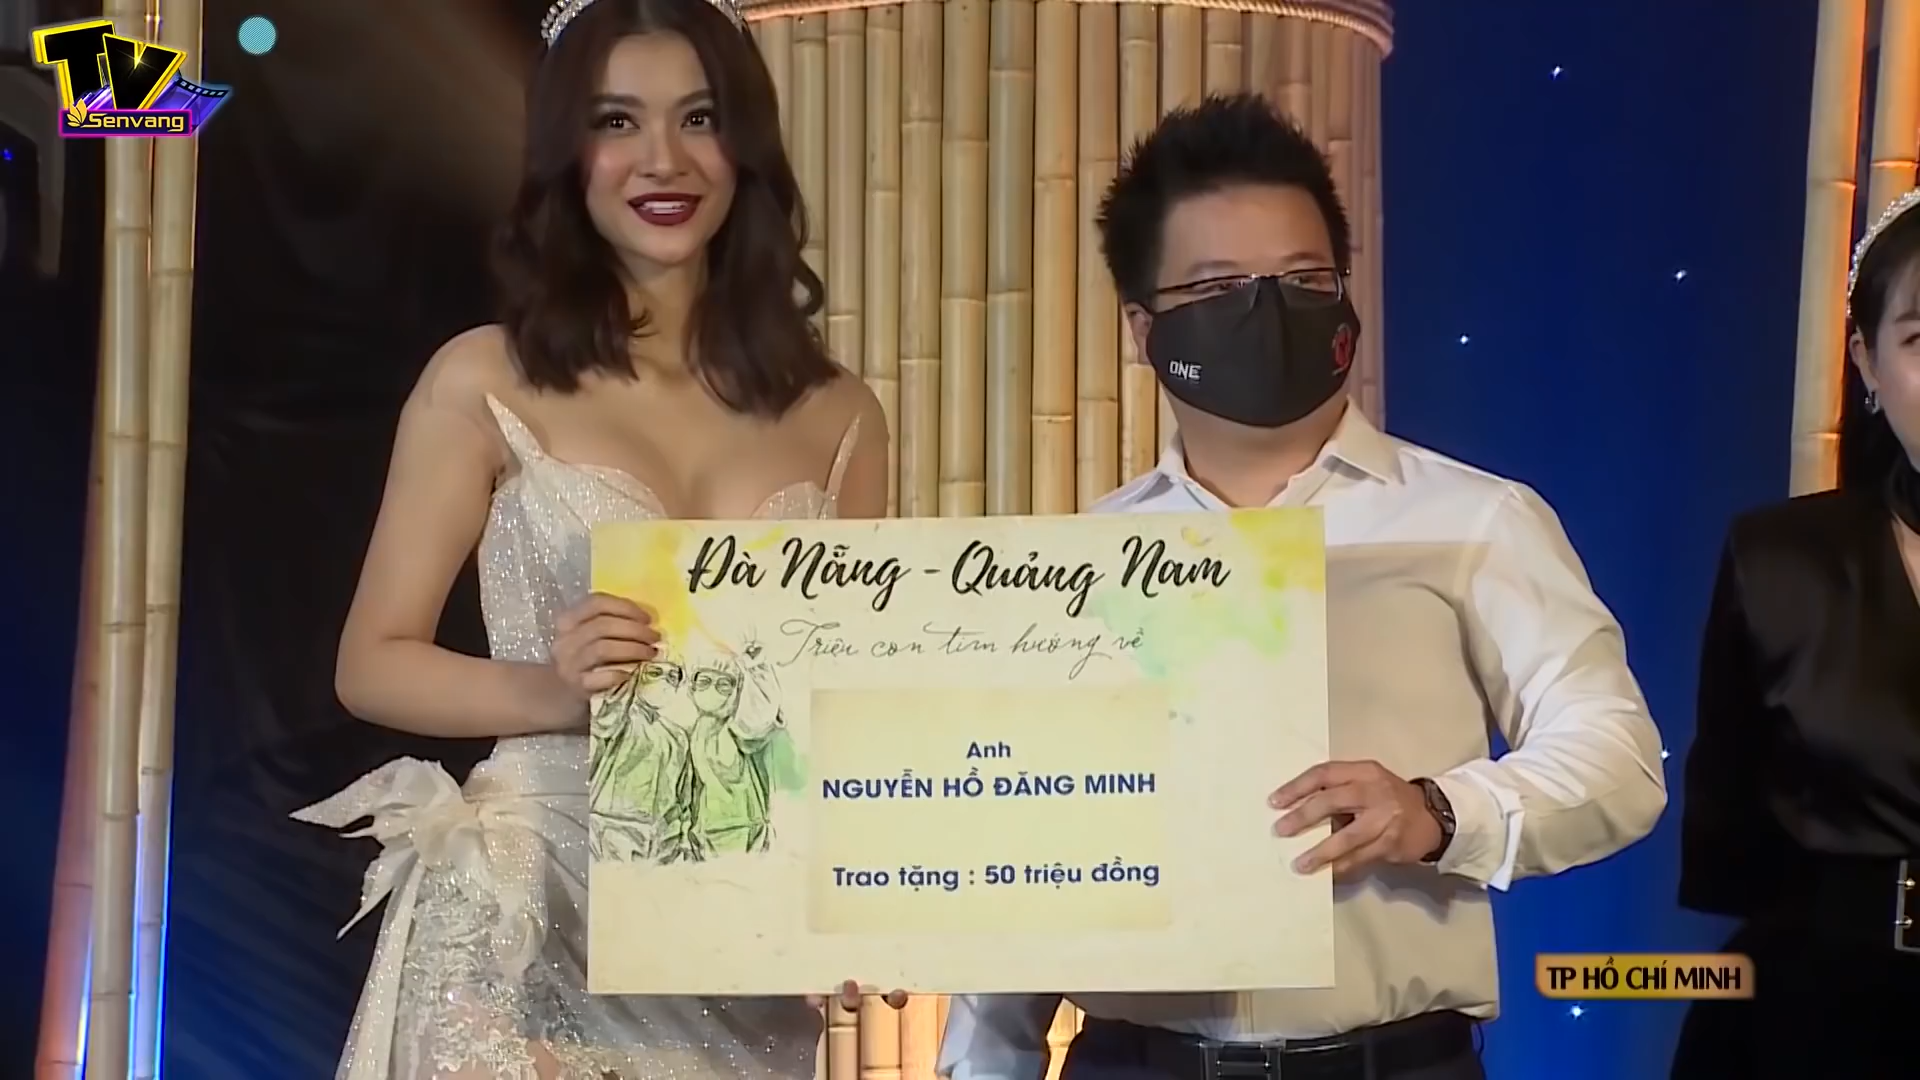 TV
Senvang
ONE
Đà Nẵng - Quảng Nam
Triệu con tim hướng về
Anh
NGUYỄN HỒ ĐĂNG MINH
Trao tặng : 50 triệu đồng
TP HỒ CHÍ MINH